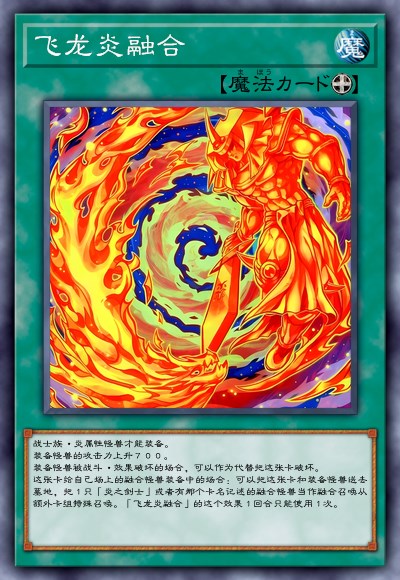 飞龙炎融合
魔
【魔法カード】
まほう
战士族・炎属性怪兽才能装备。
装备怪兽的攻击力上升７００。
装备怪兽被战斗・效果破坏的场合，可以作为代替把这张卡破坏。
这张卡给自己场上的融合怪兽装备中的场合：可以把这张卡和装备怪兽送去
墓地，把１只「炎之剑士」或者有那个卡名记述的融合怪兽当作融合召唤从
额外卡组特殊召唤。「飞龙炎融合」的这个效果１回合只能使用１次。